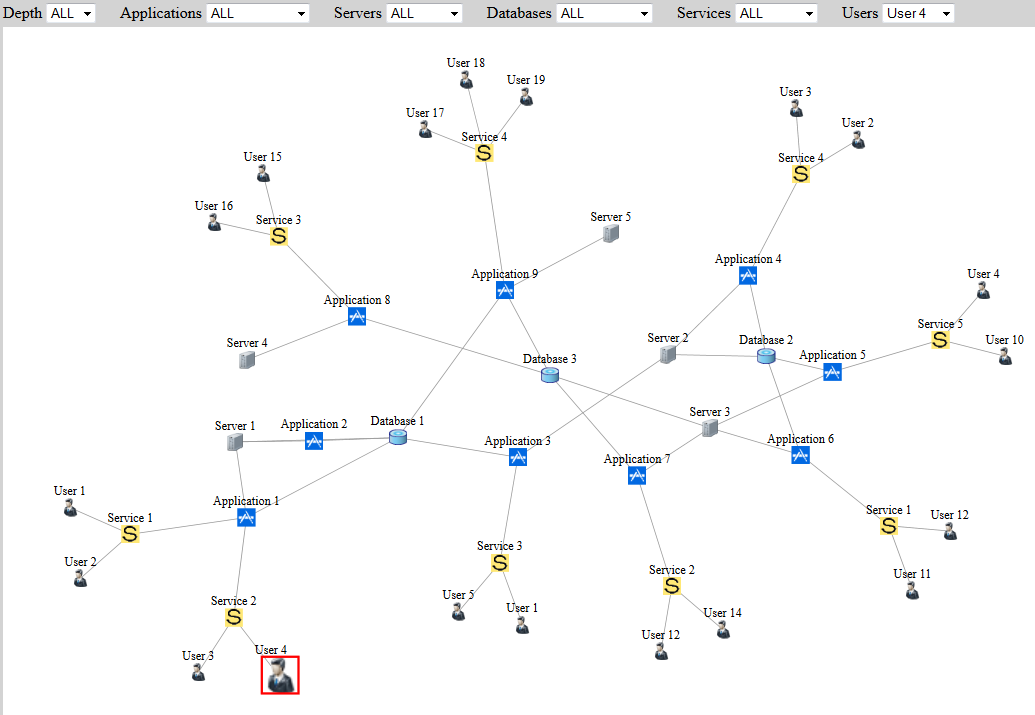 Depth ALL Applications ALL Servers ALL Databases ALL Services ALL Users User 4
User 18
User 19
User 3
User 17
User 2
Service 4
Service 4
User 15
User 16
Service 3
Server 5
Application 4
Application 9
User 4
Application 8
Service 5
Server 2
Database 2
User 10
Server 4
Application 5
Database 3
Server 3
Database 1
Application 2
Server 1
Application 3
Application 6
Application 7
User 1
Application 1
Service 1
User 12
Service 1
Service 3
User 2
Service 2
User 11
User 5
Service 2
User 1
User 14
User 12
User 4
User 3
S
S
S
S
S
S
S
S
S